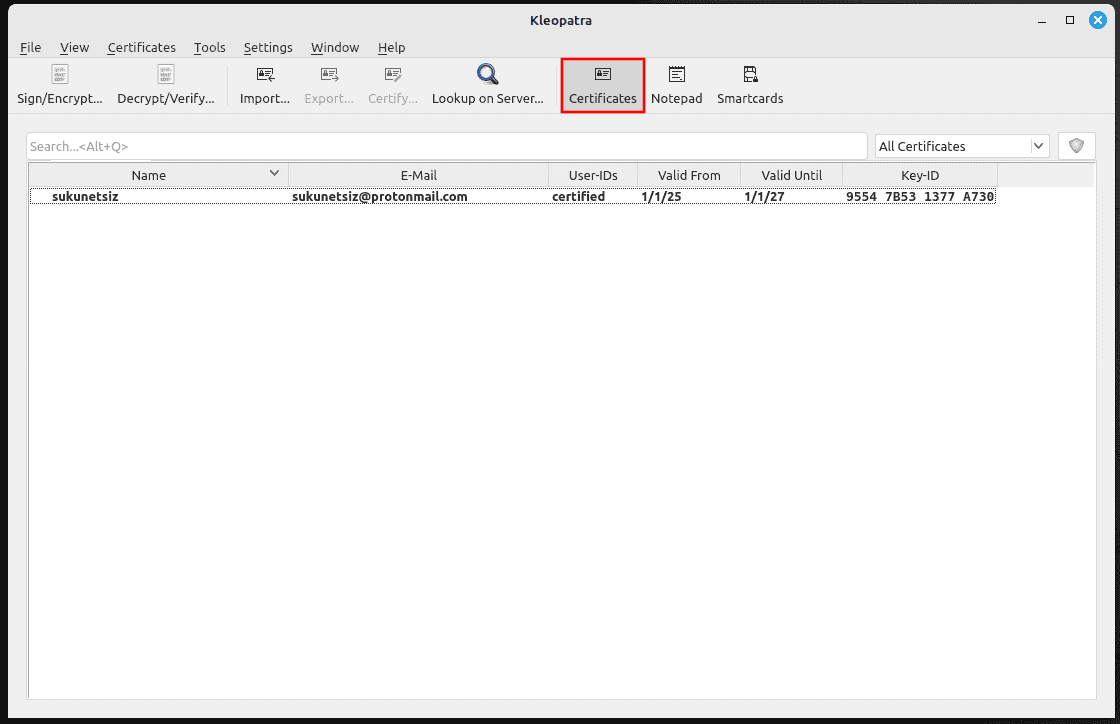 Kleopatra
File View Certificates Tools Settings Window Help
Sign/Encrypt... Decrypt/Verify... Import... Export... Certify... Lookup on Server... Certificates Notepad Smartcards
Search...<Alt+Q> All Certificates
Name E-Mail User-IDs Valid From Valid Until Key-ID
sukunetsiz sukunetsiz@protonmail.com certified 1/1/25 1/1/27 9554 7B53 1377 A730